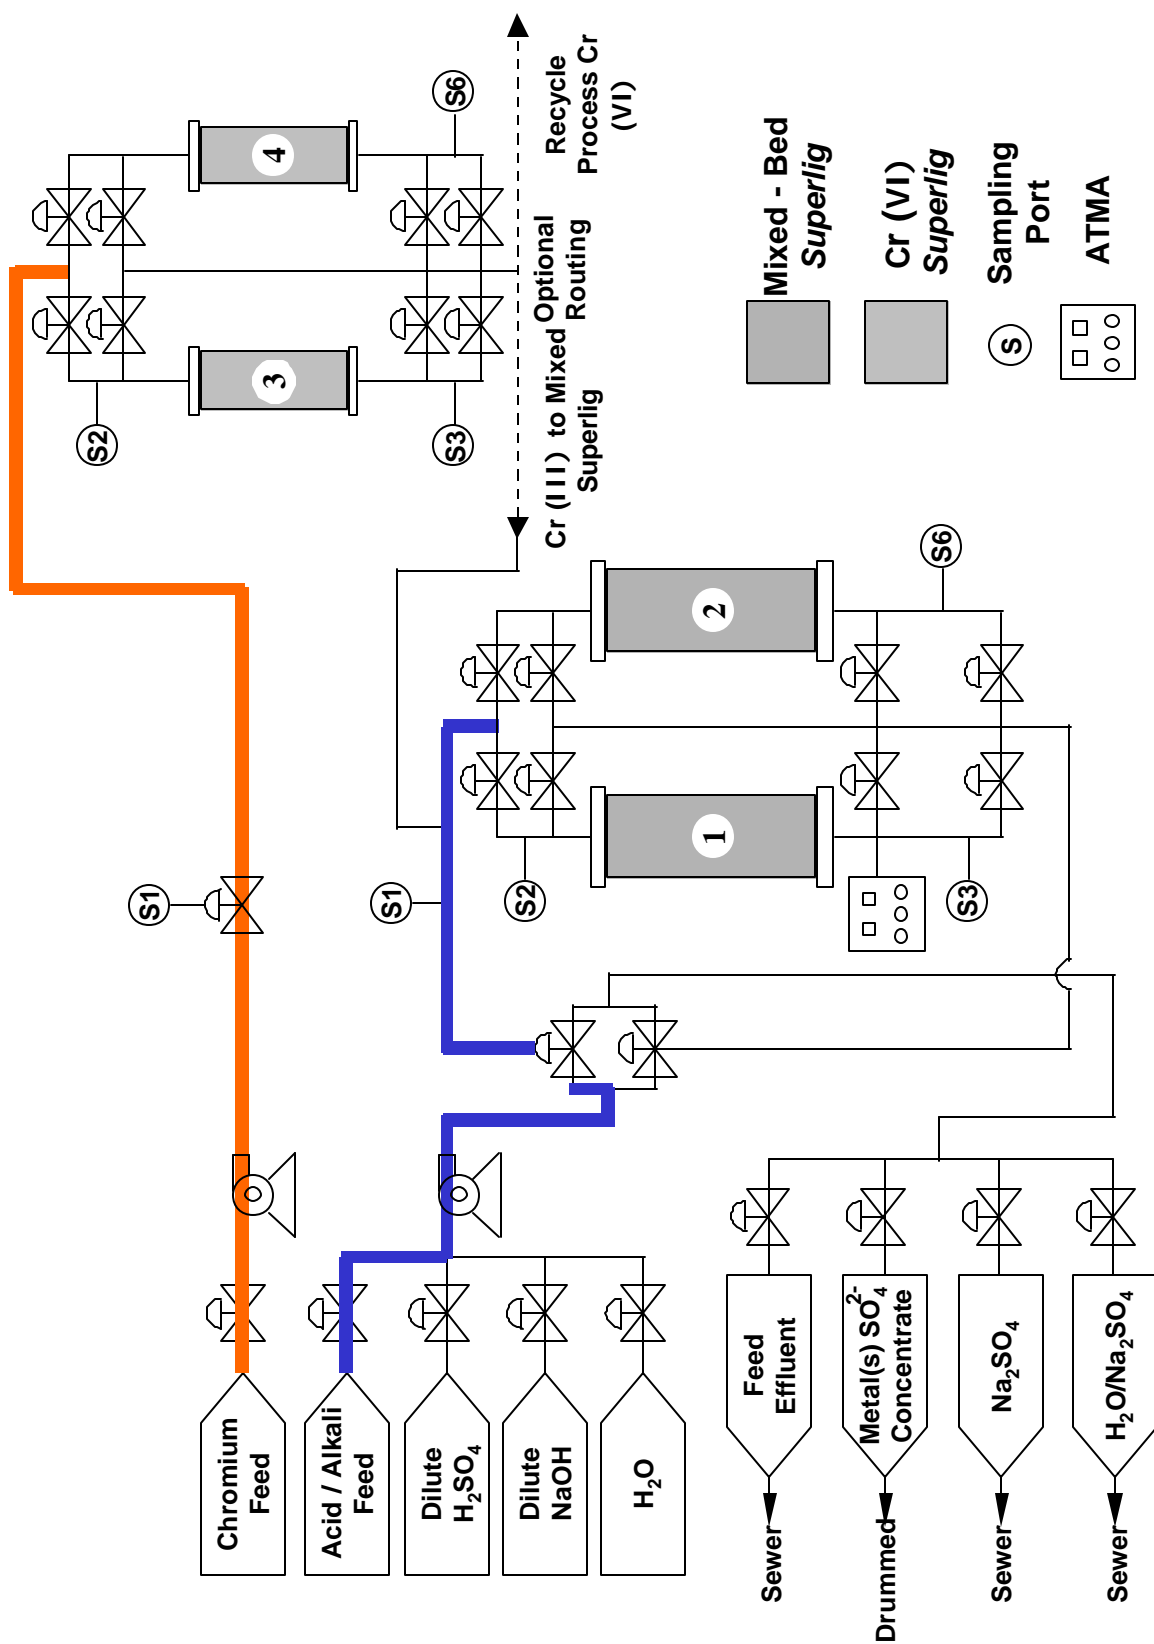 Chromium
Feed
Acid / Alkali
Feed
Dilute
H₂SO₄
Dilute
NaOH
H₂O
Feed
Effluent
Metal(s) SO₄²⁻
Concentrate
Na₂SO₄
H₂O/Na₂SO₄
Sewer
Drummed
Sewer
Sewer
S1
S1
S2
S3
1
2
S6
S2
S3
3
4
S6
Cr (III) to Mixed
Superlig
Optional
Routing
Recycle
Process Cr
(VI)
Mixed - Bed
Superlig
Cr (VI)
Superlig
S
Sampling
Port
ATMA